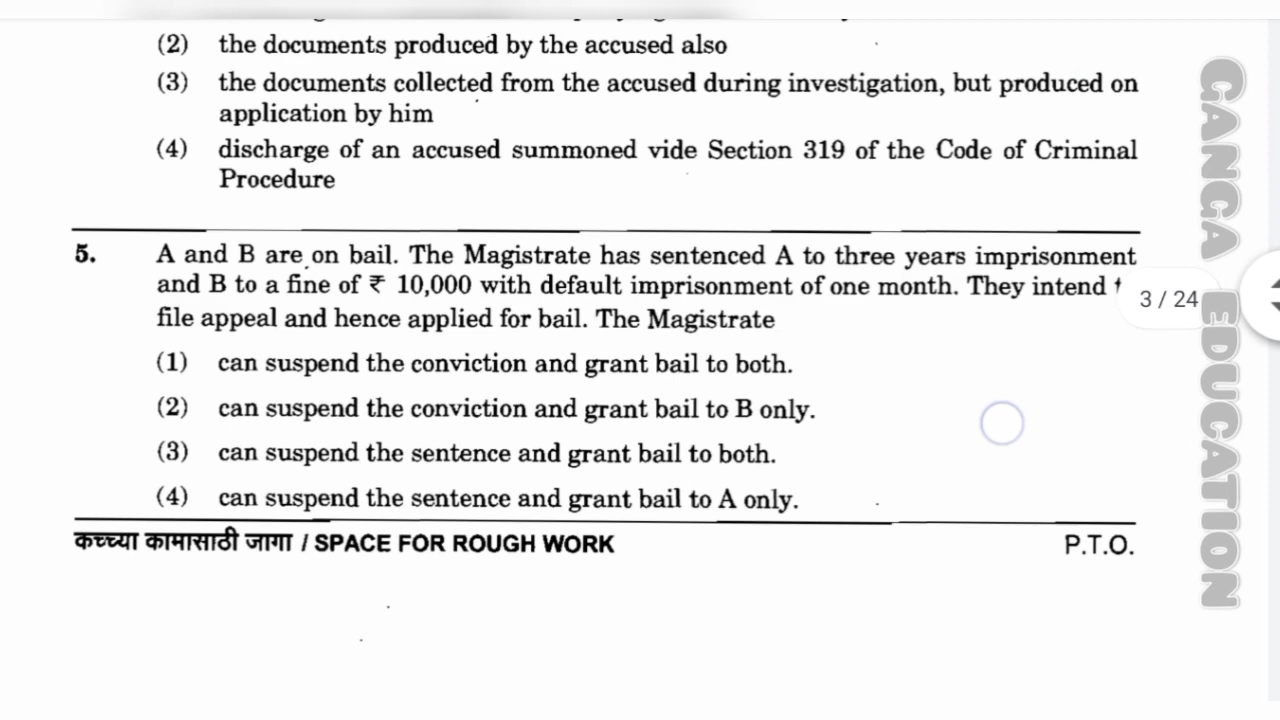 (2) the documents produced by the accused also
(3) the documents collected from the accused during investigation, but produced on
application by him
(4) discharge of an accused summoned vide Section 319 of the Code of Criminal
Procedure
5. A and B are on bail. The Magistrate has sentenced A to three years imprisonment
and B to a fine of ₹ 10,000 with default imprisonment of one month. They intend
file appeal and hence applied for bail. The Magistrate
(1) can suspend the conviction and grant bail to both.
(2) can suspend the conviction and grant bail to B only.
(3) can suspend the sentence and grant bail to both.
(4) can suspend the sentence and grant bail to A only.
कच्च्या कामासाठी जागा / SPACE FOR ROUGH WORK
P.T.O.
3 / 24
GANGA EDUCATION